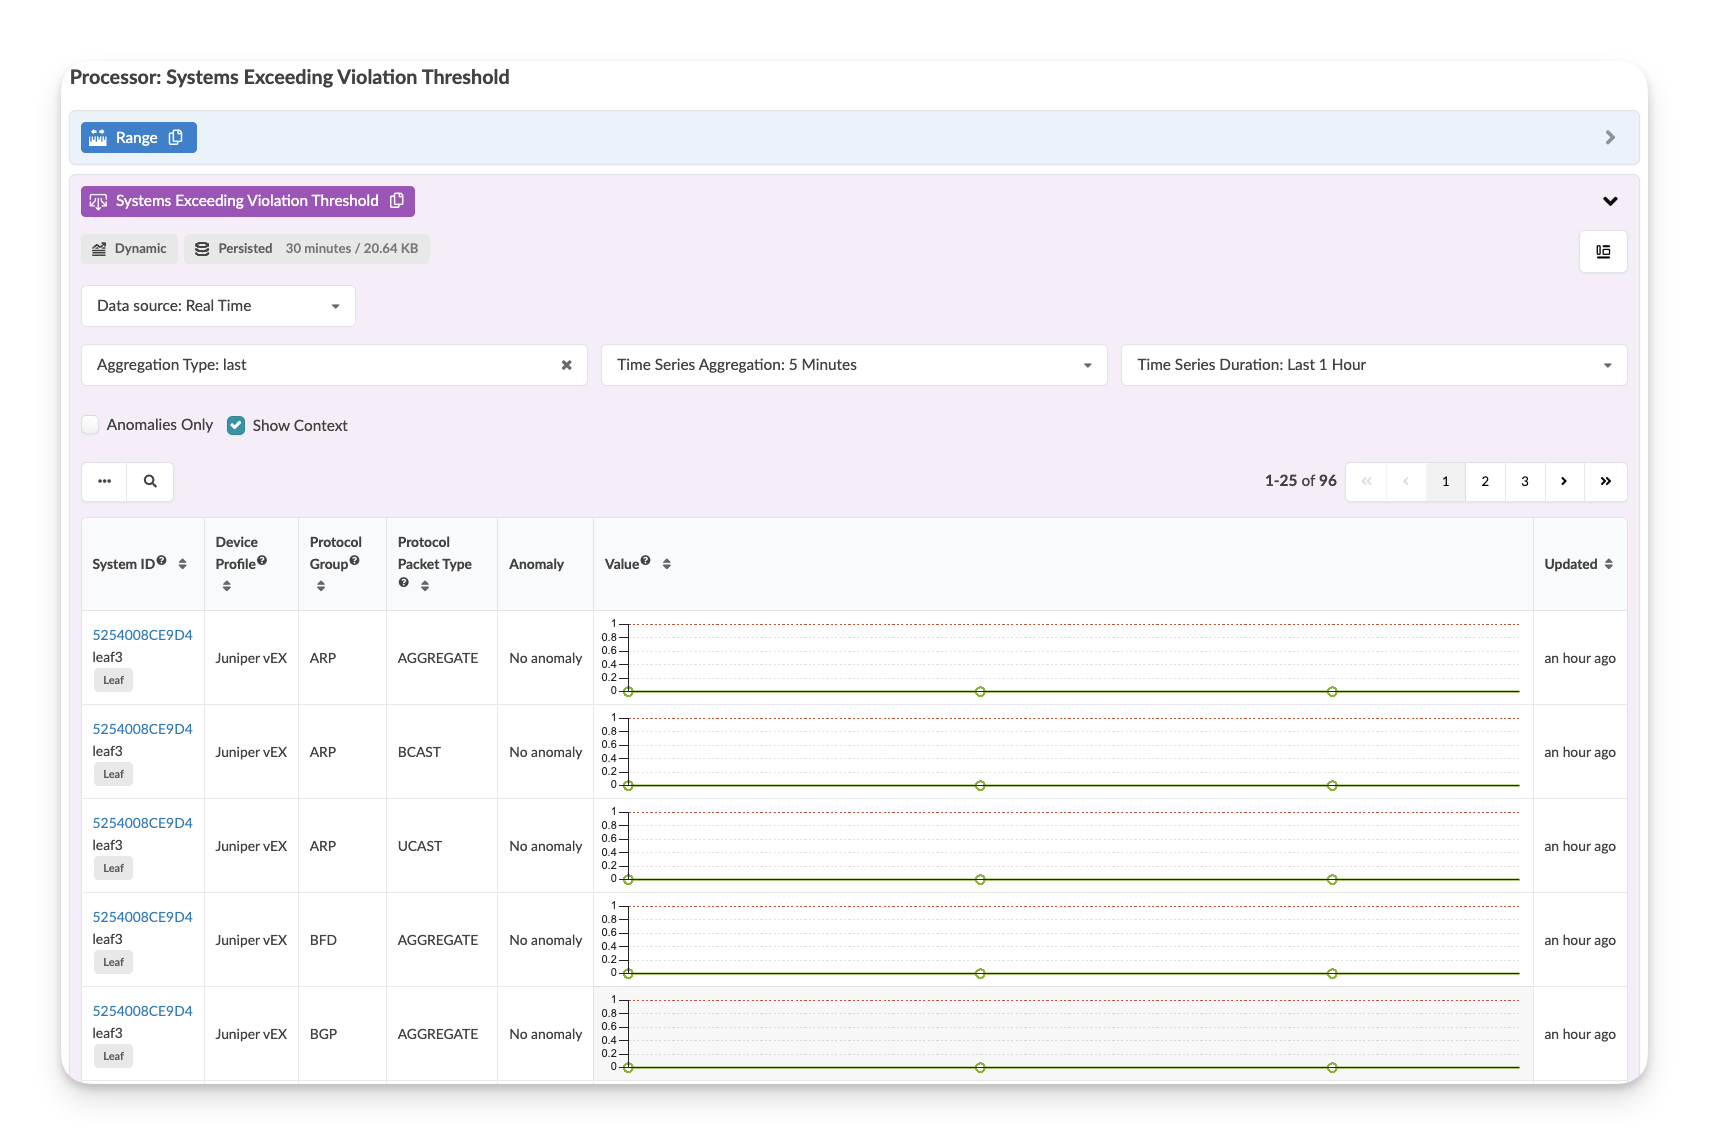 Processor: Systems Exceeding Violation Threshold
Range
Systems Exceeding Violation Threshold
Dynamic Persisted 30 minutes / 20.64 KB
Data source: Real Time
Aggregation Type: last Time Series Aggregation: 5 Minutes Time Series Duration: Last 1 Hour
Anomalies Only Show Context
1-25 of 96 « ‹ 1 2 3 › »
System ID Device Profile Protocol Group Protocol Packet Type Anomaly Value Updated
5254008CE9D4
leaf3
Leaf
Juniper vEX ARP AGGREGATE No anomaly
1
0.8
0.6
0.4
0.2
0
an hour ago
5254008CE9D4
leaf3
Leaf
Juniper vEX ARP BCAST No anomaly
1
0.8
0.6
0.4
0.2
0
an hour ago
5254008CE9D4
leaf3
Leaf
Juniper vEX ARP UCAST No anomaly
1
0.8
0.6
0.4
0.2
0
an hour ago
5254008CE9D4
leaf3
Leaf
Juniper vEX BFD AGGREGATE No anomaly
1
0.8
0.6
0.4
0.2
0
an hour ago
5254008CE9D4
leaf3
Leaf
Juniper vEX BGP AGGREGATE No anomaly
1
0.8
0.6
0.4
0.2
0
an hour ago